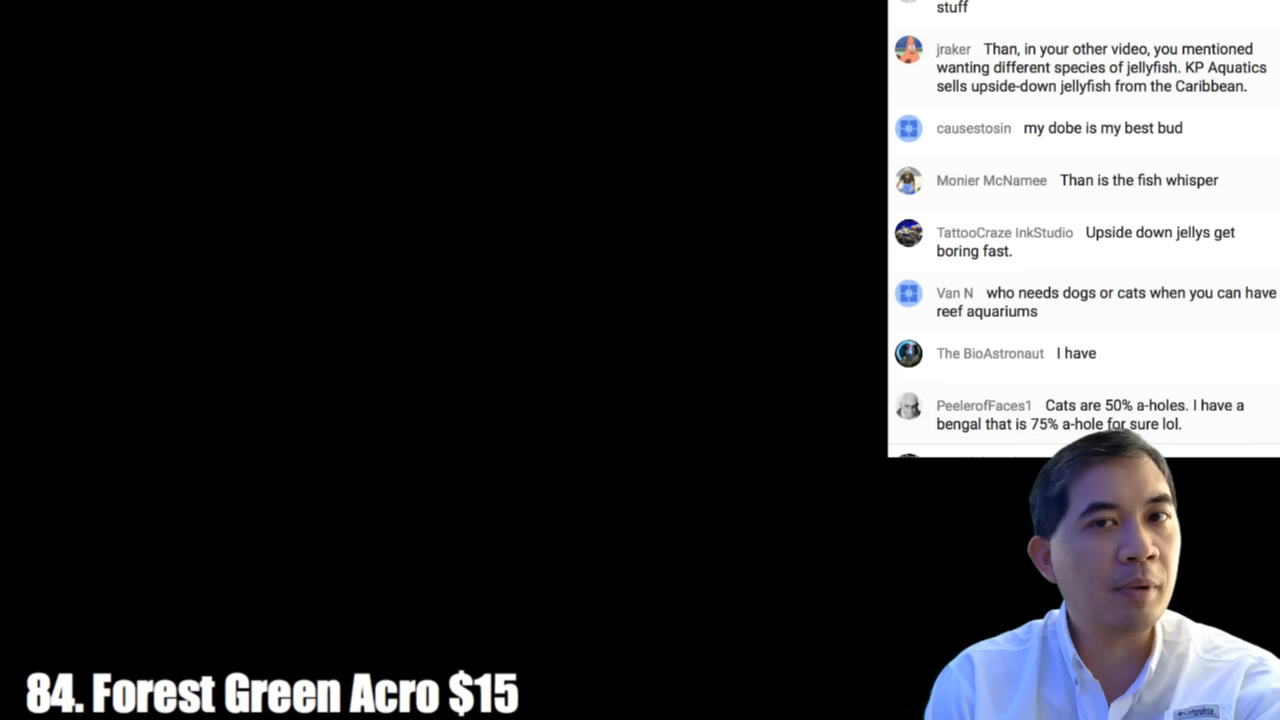 stuff
jraker Than, in your other video, you mentioned
wanting different species of jellyfish. KP Aquatics
sells upside-down jellyfish from the Caribbean.
causestosin my dobe is my best bud
Monier McNamee Than is the fish whisper
TattooCraze InkStudio Upside down jellys get
boring fast.
Van N who needs dogs or cats when you can have
reef aquariums
The BioAstronaut I have
PeelerofFaces1 Cats are 50% a-holes. I have a
bengal that is 75% a-hole for sure lol.
Columbia
84. Forest Green Acro $15